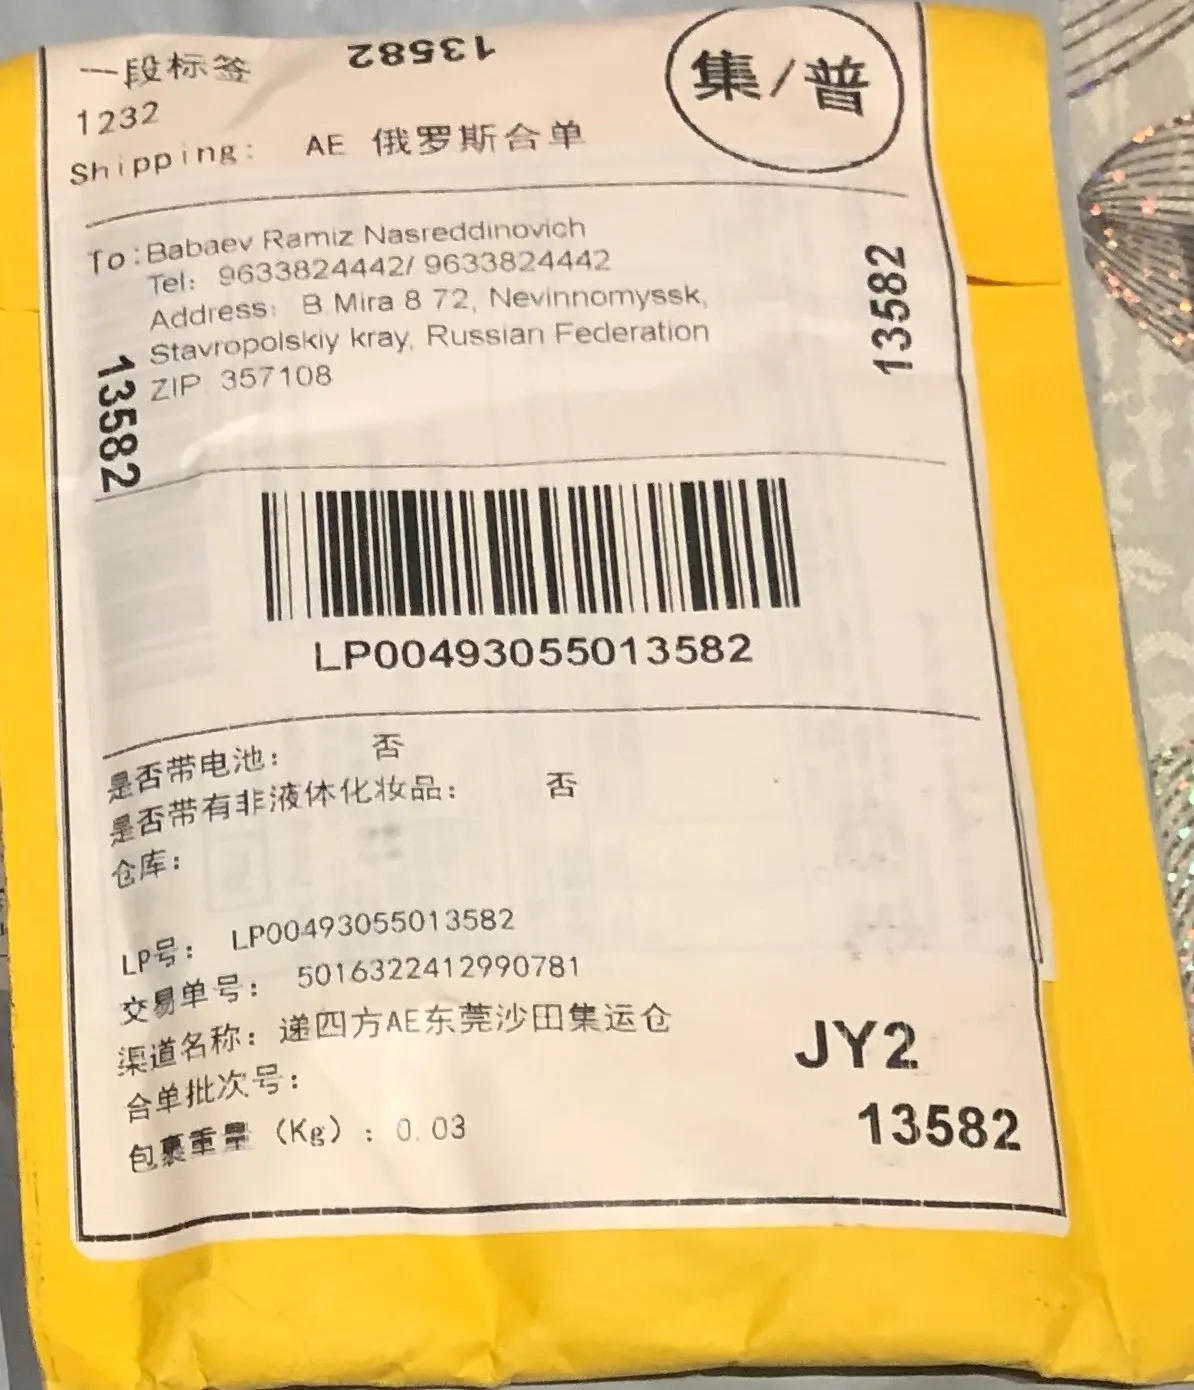 一段标签
13582
集/普
1232
Shipping: AE 俄罗斯合单
To:Babaev Ramiz Nasreddinovich
Tel: 9633824442/ 9633824442
Address: B Mira 8 72, Nevinnomyssk,
Stavropolskiy kray, Russian Federation
ZIP 357108
13582
13582
LP00493055013582
是否带电池: 否
是否带有非液体化妆品: 否
仓库:
LP号: LP00493055013582
交易单号: 5016322412990781
渠道名称: 递四方AE东莞沙田集运仓
合单批次号:
包裹重量 (Kg) : 0.03
JY2
13582